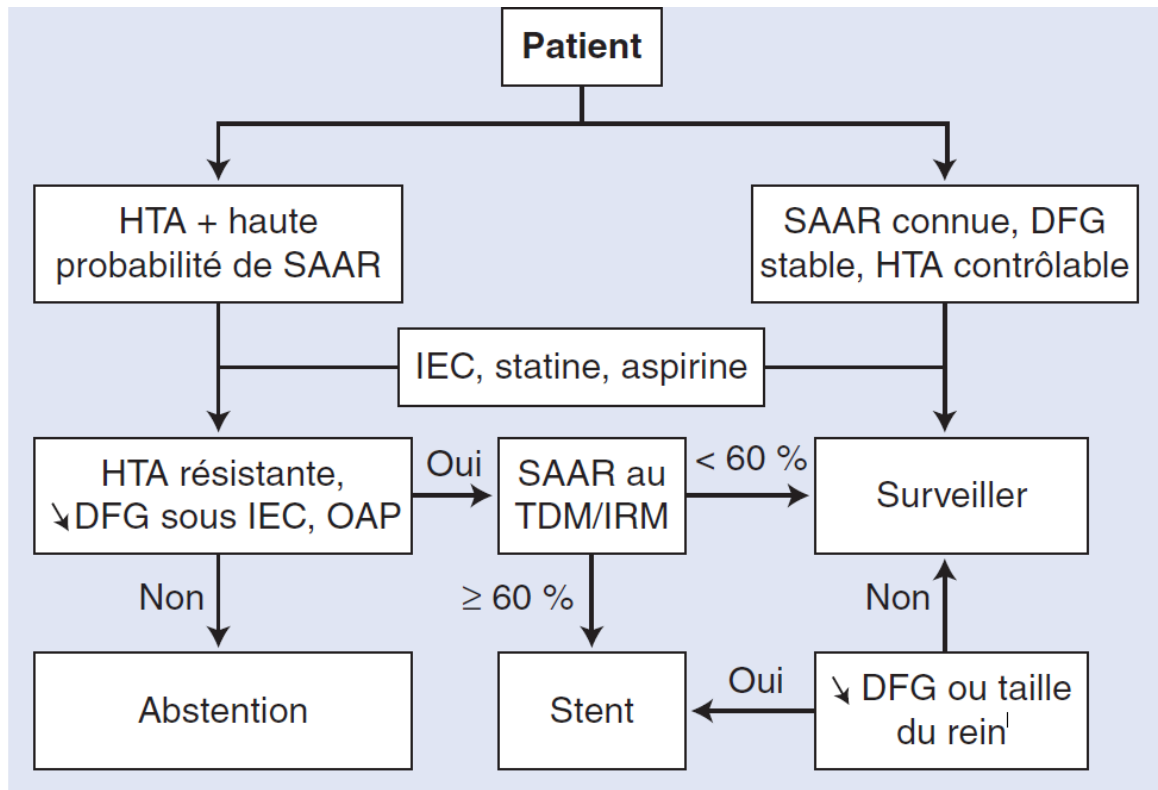 Patient
HTA + haute
probabilité de SAAR
SAAR connue, DFG
stable, HTA contrôlable
IEC, statine, aspirine
HTA résistante,
↘DFG sous IEC, OAP
Oui
SAAR au
TDM/IRM
< 60 %
Surveiller
Non
≥ 60 %
Non
Abstention
Stent
Oui
↘ DFG ou taille
du rein